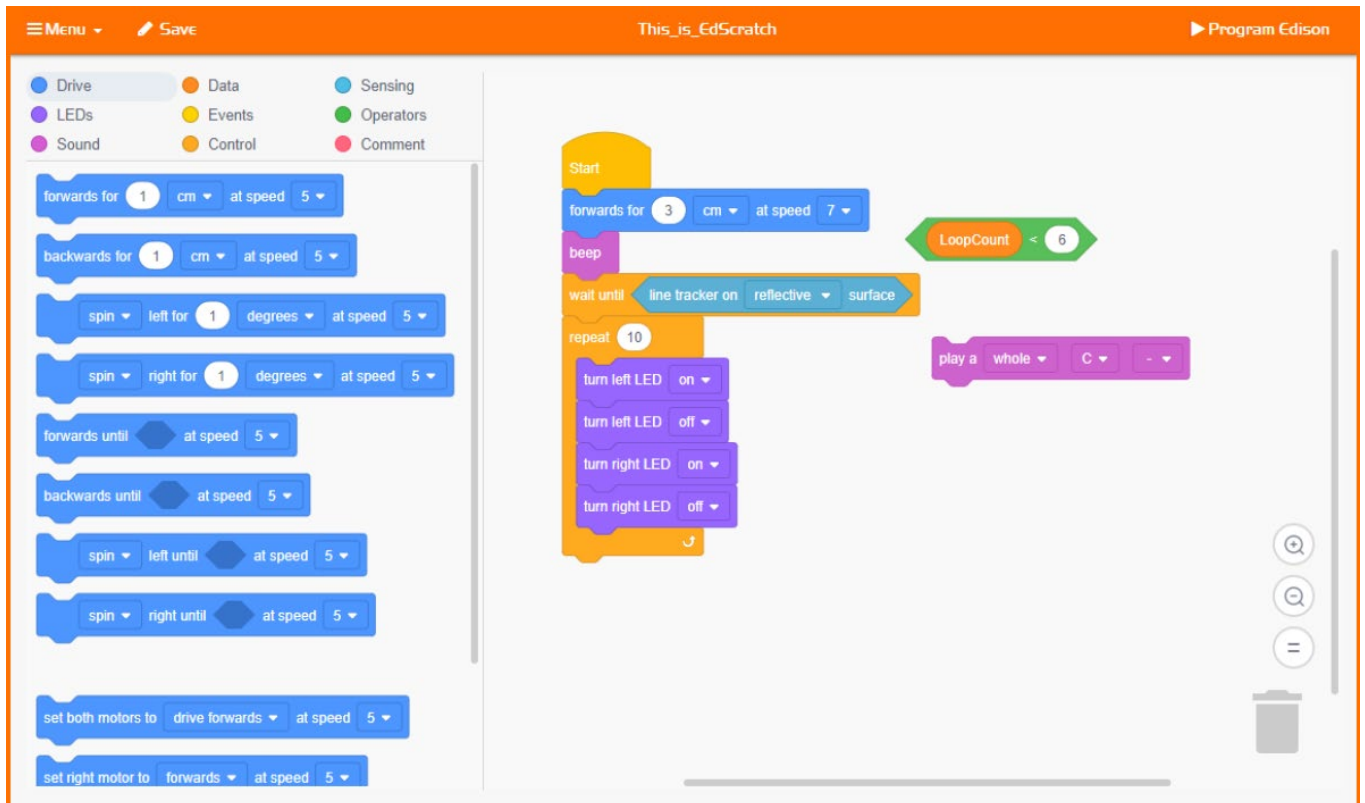 Menu Save This_is_EdScratch Program Edison
Drive Data Sensing
LEDs Events Operators
Sound Control Comment
forwards for 1 cm at speed 5
backwards for 1 cm at speed 5
spin left for 1 degrees at speed 5
spin right for 1 degrees at speed 5
forwards until at speed 5
backwards until at speed 5
spin left until at speed 5
spin right until at speed 5
set both motors to drive forwards at speed 5
set right motor to forwards at speed 5
Start
forwards for 3 cm at speed 7
beep
wait until line tracker on reflective surface
repeat 10
turn left LED on
turn left LED off
turn right LED on
turn right LED off
LoopCount < 6
play a whole C -